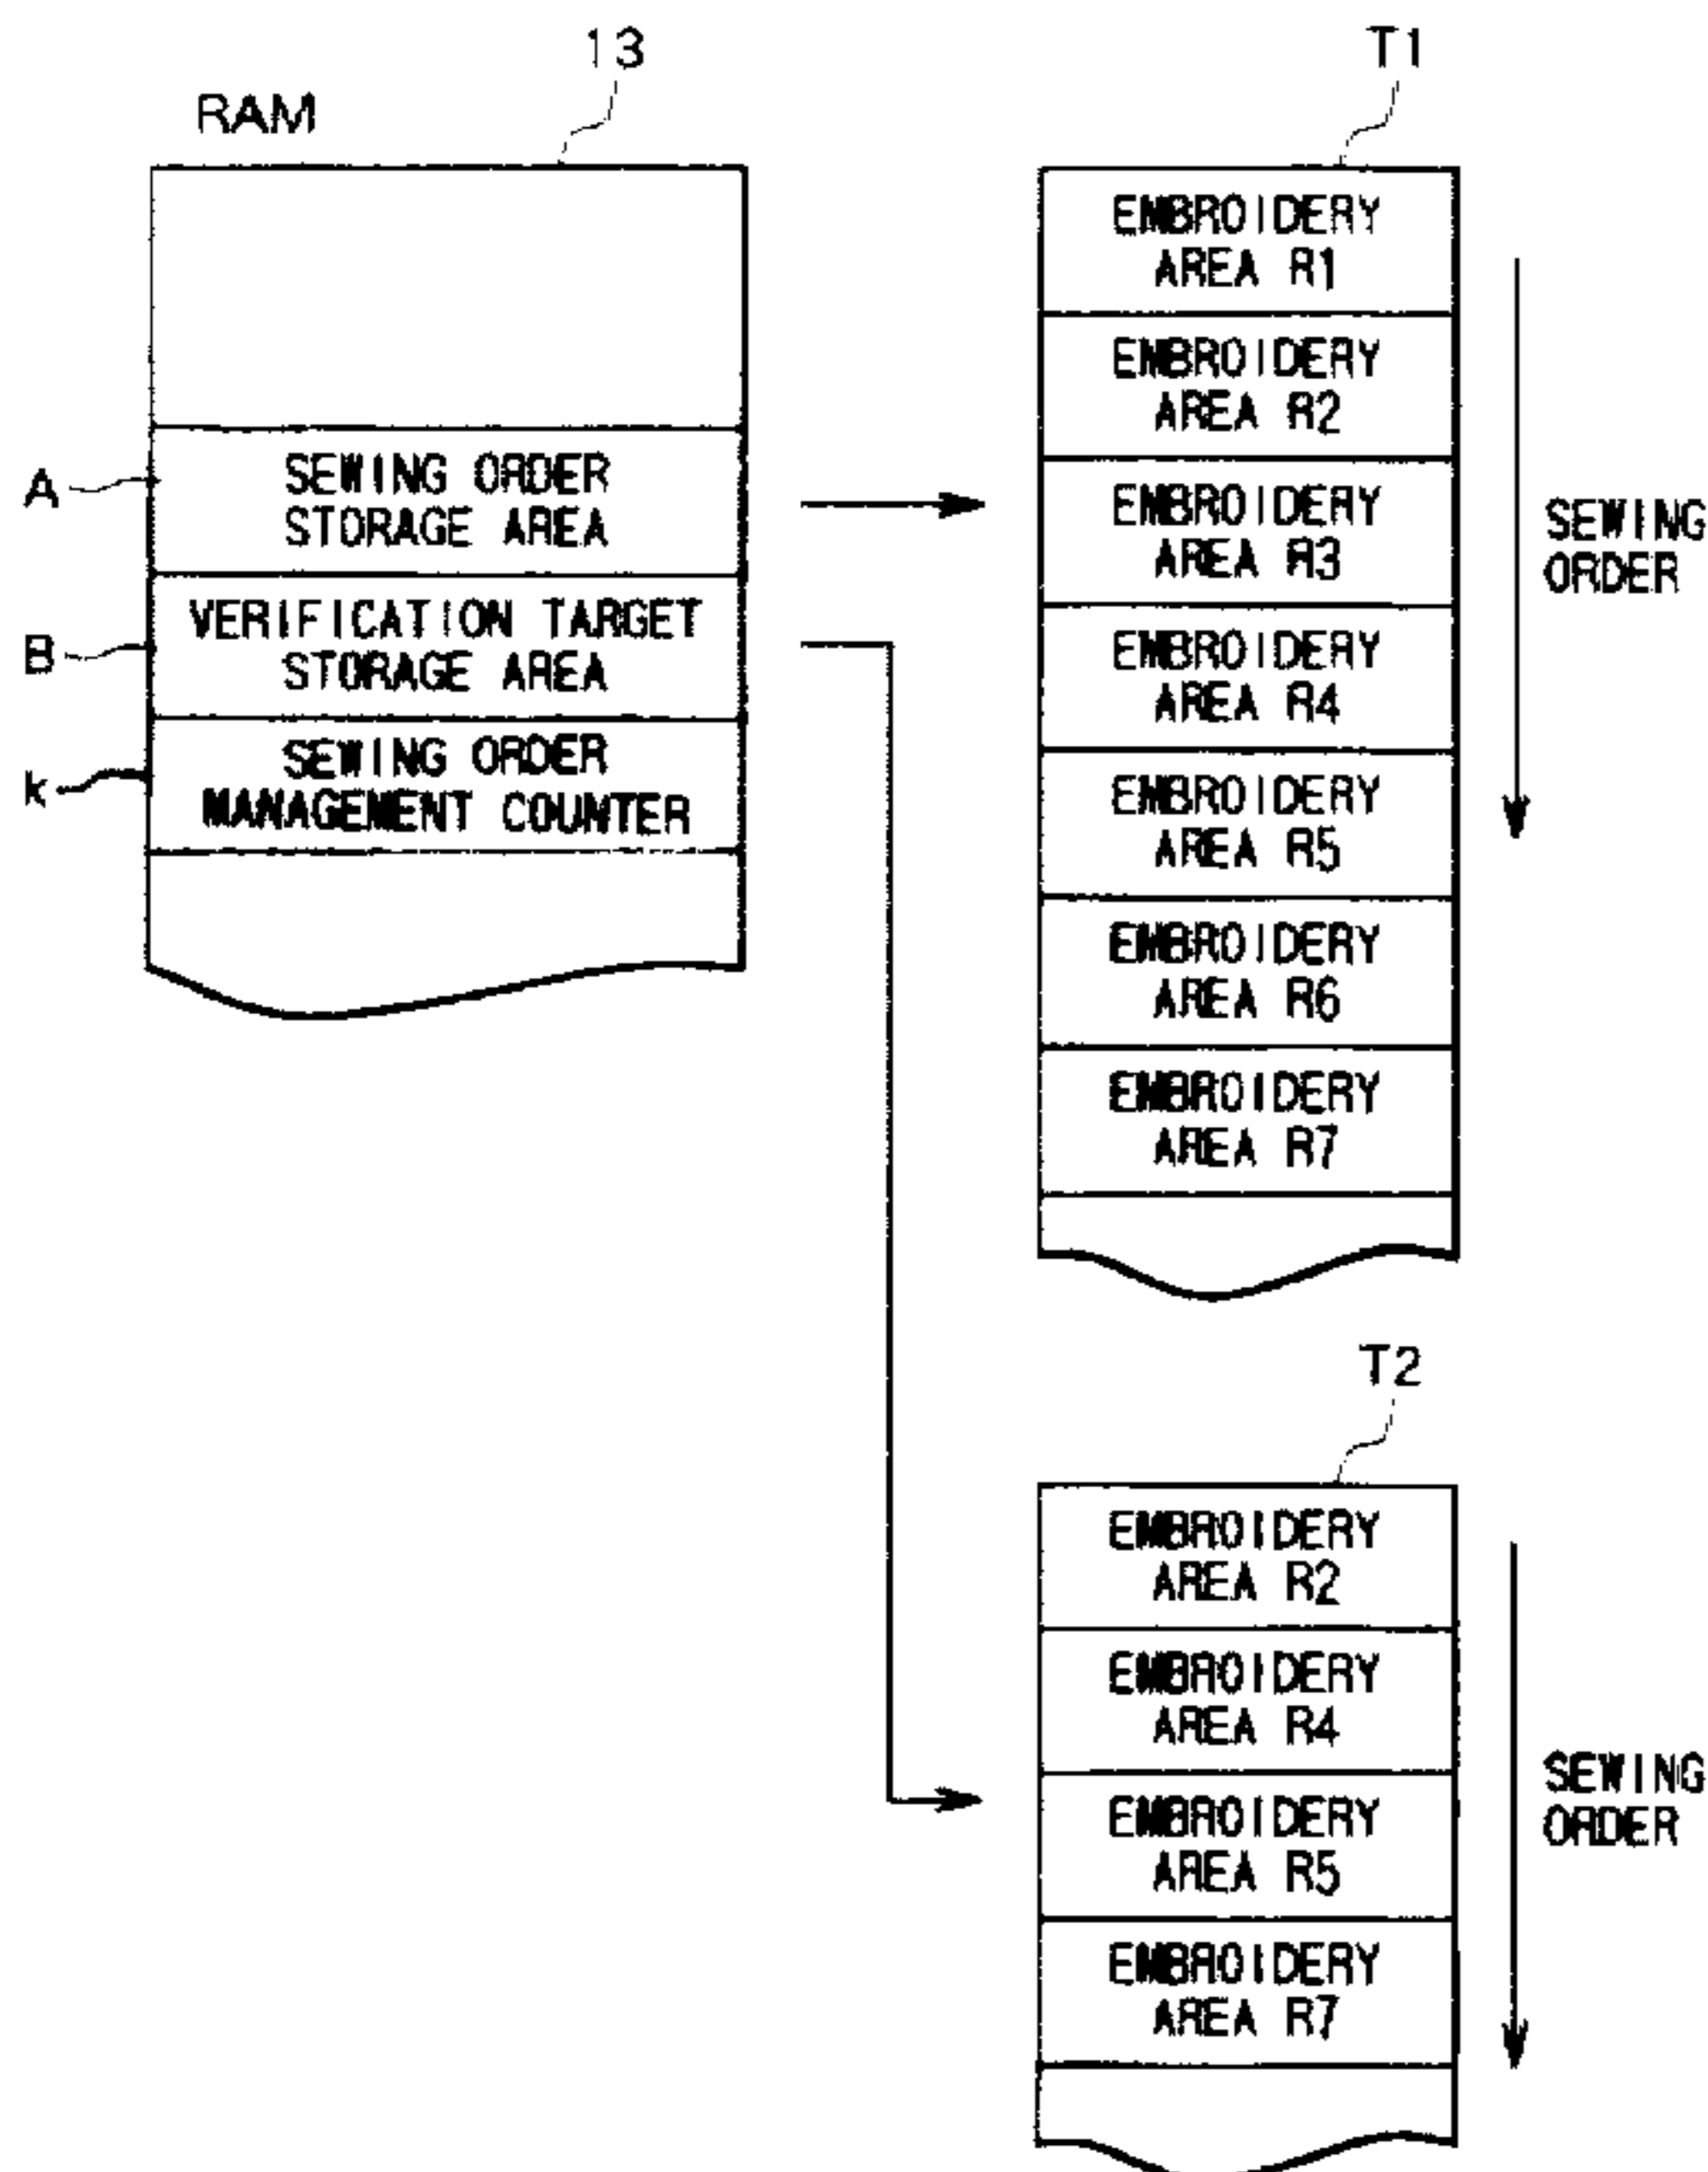 13
RAM
A
SEWING ORDER
STORAGE AREA
B
VERIFICATION TARGET
STORAGE AREA
k
SEWING ORDER
MANAGEMENT COUNTER
T1
EMBROIDERY
AREA R1
EMBROIDERY
AREA R2
EMBROIDERY
AREA R3
EMBROIDERY
AREA R4
EMBROIDERY
AREA R5
EMBROIDERY
AREA R6
EMBROIDERY
AREA R7
SEWING
ORDER
T2
EMBROIDERY
AREA R2
EMBROIDERY
AREA R4
EMBROIDERY
AREA R5
EMBROIDERY
AREA R7
SEWING
ORDER